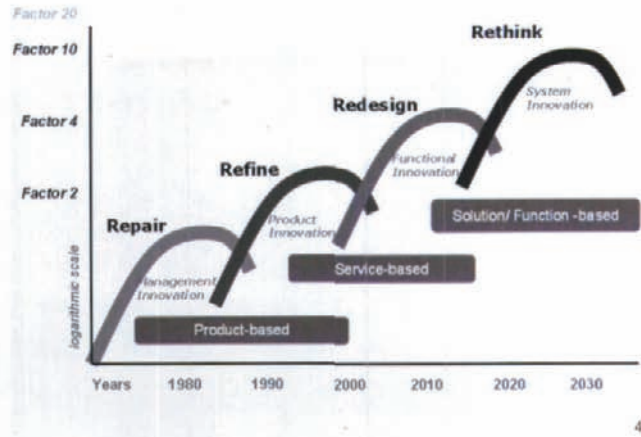 Factor 20
Factor 10
Rethink
System
Innovation
Factor 4
Redesign
Functional
Innovation
Factor 2
Refine
Product
Innovation
Solution/ Function -based
Repair
Management
Innovation
Service-based
logarithmic scale
Product-based
Years 1980 1990 2000 2010 2020 2030
4